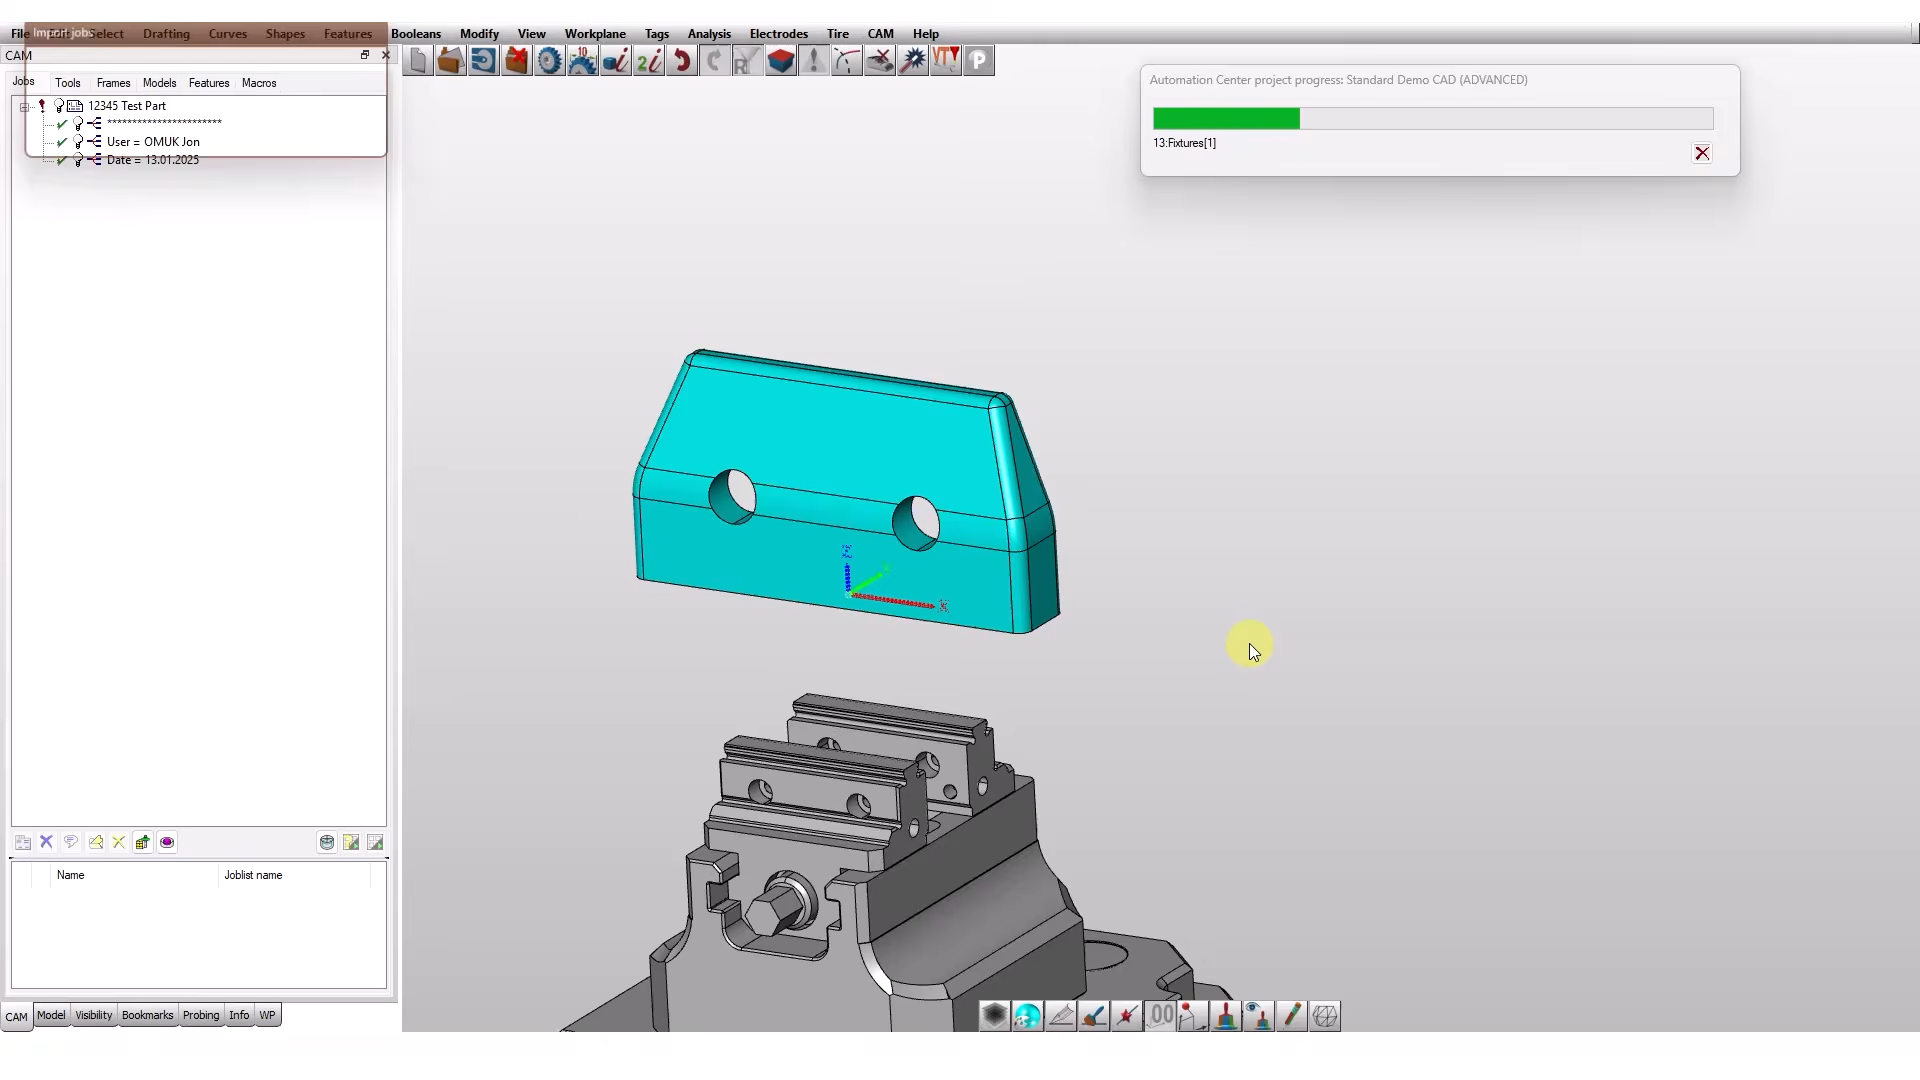 File Select Drafting Curves Shapes Features Booleans Modify View Workplane Tags Analysis Electrodes Tire CAM Help
Import jobs
CAM
Jobs Tools Frames Models Features Macros
12345 Test Part
***********************
User = OMUK Jon
Date = 13.01.2025
Automation Center project progress: Standard Demo CAD (ADVANCED)
13:Fixtures[1]
Z
X
Name Joblist name
CAM Model Visibility Bookmarks Probing Info WP